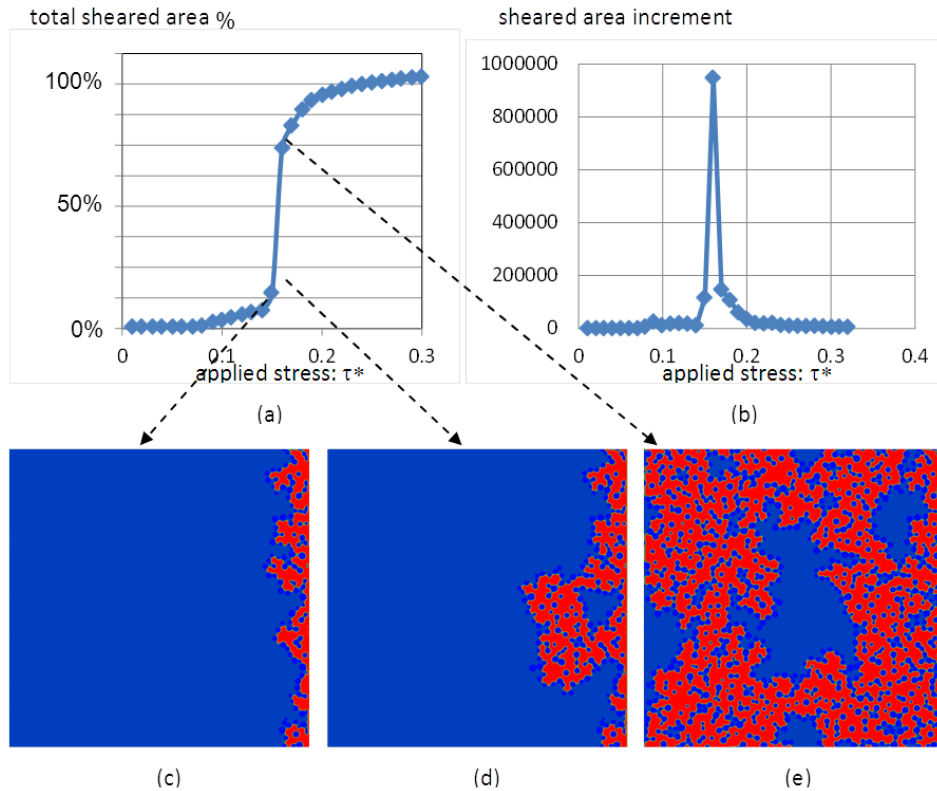 total sheared area %
sheared area increment
100%
50%
0%
0
0.1
0.2
0.3
applied stress: τ*
(a)
1000000
800000
600000
400000
200000
0
0
0.1
0.2
0.3
0.4
applied stress: τ*
(b)
(c)
(d)
(e)